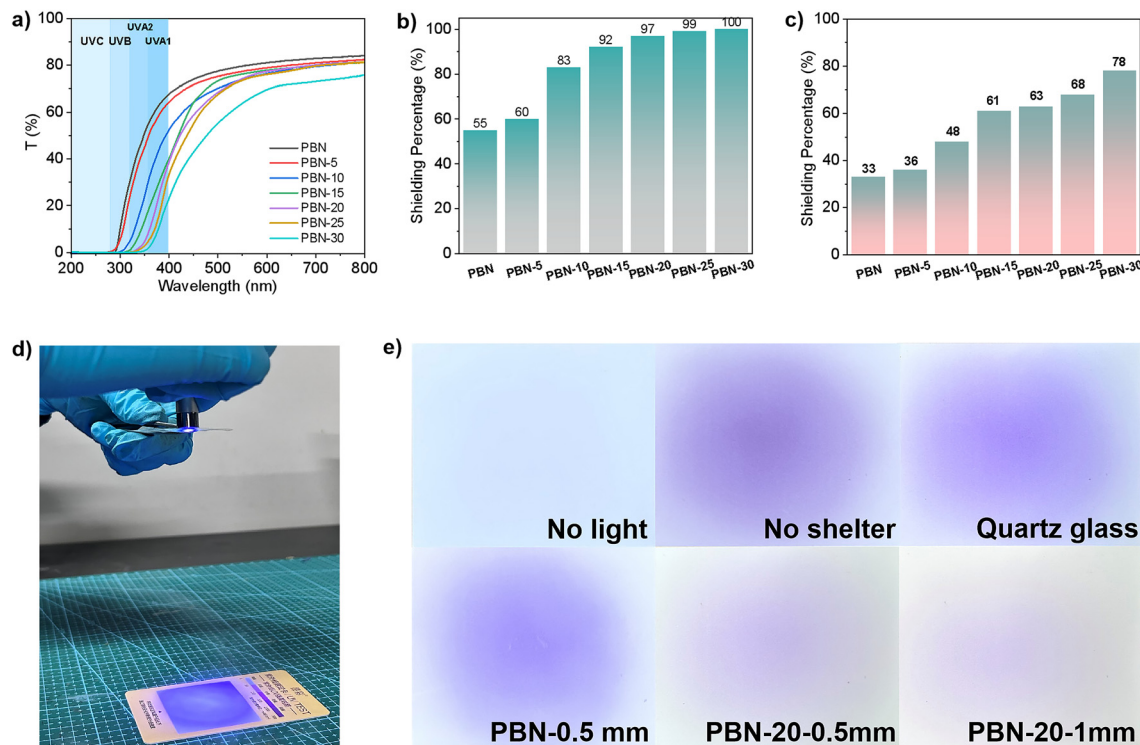 a)
UVA2
UVC UVB UVA1
100
80
60
40
20
0
T (%)
PBN
PBN-5
PBN-10
PBN-15
PBN-20
PBN-25
PBN-30
200 300 400 500 600 700 800
Wavelength (nm)
b)
100
80
60
40
20
0
Shielding Percentage (%)
55 60 83 92 97 99 100
PBN PBN-5 PBN-10 PBN-15 PBN-20 PBN-25 PBN-30
c)
100
80
60
40
20
0
Shielding Percentage (%)
33 36 48 61 63 68 78
PBN PBN-5 PBN-10 PBN-15 PBN-20 PBN-25 PBN-30
d)
TEST
e)
No light
No shelter
Quartz glass
PBN-0.5 mm
PBN-20-0.5mm
PBN-20-1mm